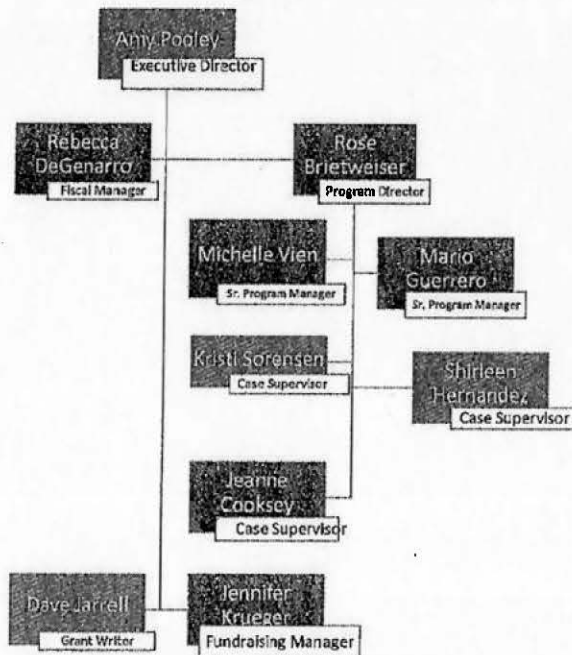 Amy Pooley
Executive Director
Rebecca
DeGenarro
Fiscal Manager
Rose
Brietweiser
Program Director
Michelle Vien
Sr. Program Manager
Mario
Guerrero
Sr, Program Manager
Kristi Sorensen
Case Supervisor
Shirleen
Hernandez
Case Supervisor
Jeanne
Cooksey
Case Supervisor
Dave Jarrell
Grant Writer
Jennifer
Krueger
Fundraising Manager